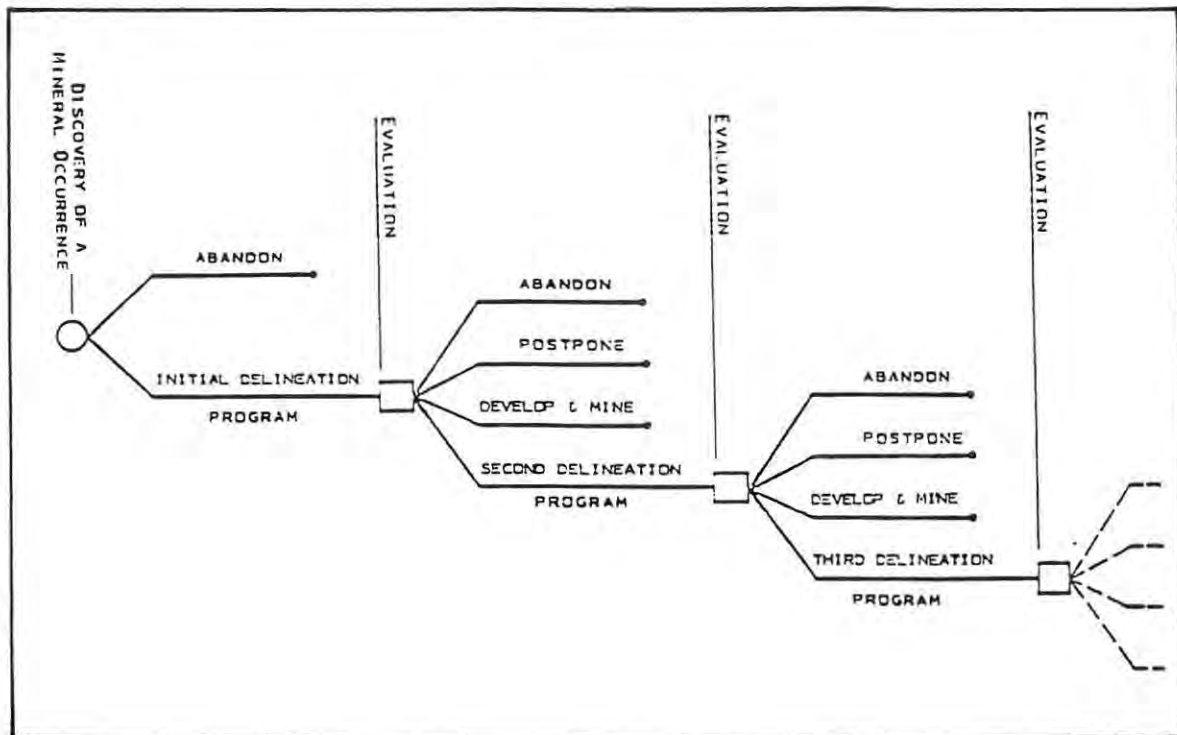 DISCOVERY OF A
MINERAL OCCURRENCE
ABANDON
INITIAL DELINEATION
PROGRAM
EVALUATION
ABANDON
POSTPONE
DEVELOP & MINE
SECOND DELINEATION
PROGRAM
EVALUATION
ABANDON
POSTPONE
DEVELOP & MINE
THIRD DELINEATION
PROGRAM
EVALUATION